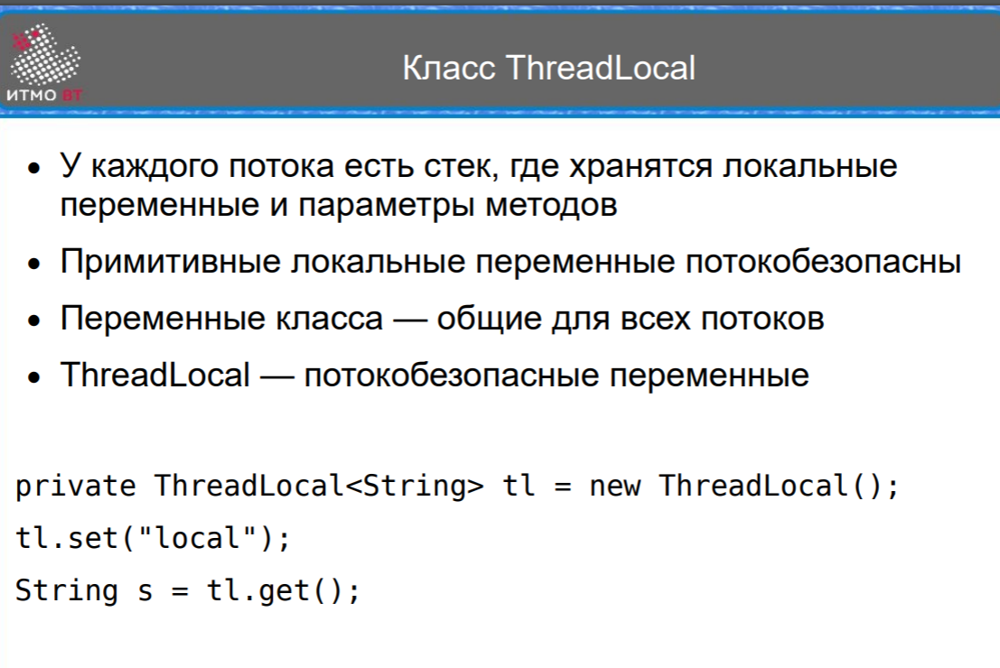 ИТМО ВТ
Класс ThreadLocal
• У каждого потока есть стек, где хранятся локальные
переменные и параметры методов
• Примитивные локальные переменные потокобезопасны
• Переменные класса — общие для всех потоков
• ThreadLocal — потокобезопасные переменные
private ThreadLocal<String> tl = new ThreadLocal();
tl.set("local");
String s = tl.get();